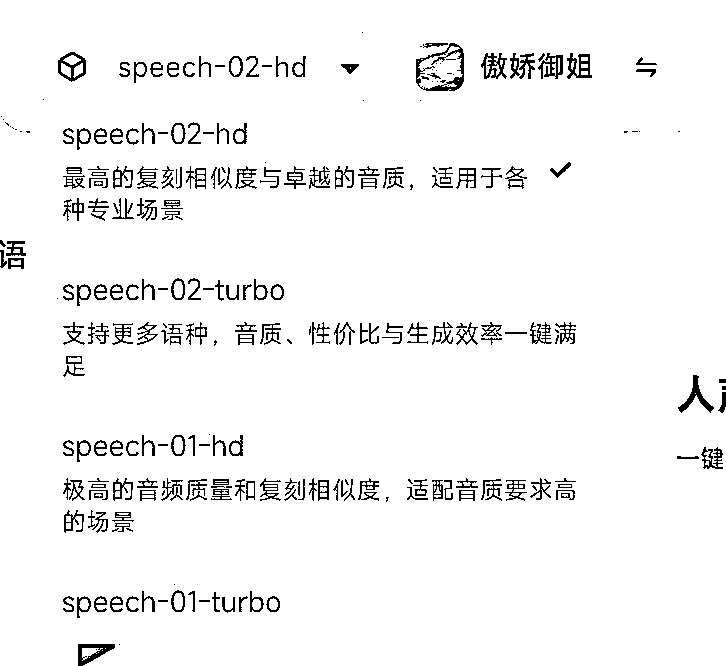 speech-02-hd
傲娇御姐
speech-02-hd
最高的复刻相似度与卓越的音质，适用于各
种专业场景
语
speech-02-turbo
支持更多语种，音质、性价比与生成效率一键满
足
人
speech-01-hd
一键
极高的音频质量和复刻相似度，适配音质要求高
的场景
speech-01-turbo